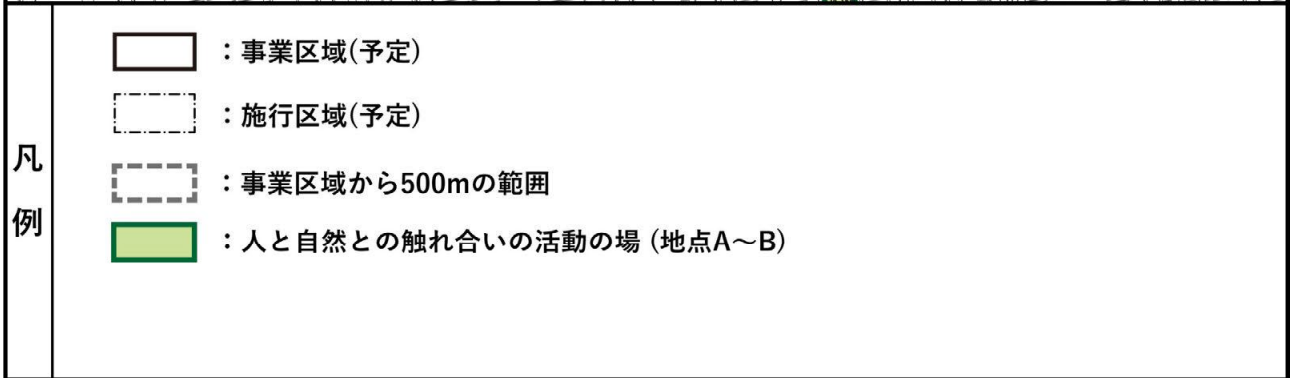 凡例
：事業区域(予定)
：施行区域(予定)
：事業区域から500mの範囲
：人と自然との触れ合いの活動の場 (地点A～B)